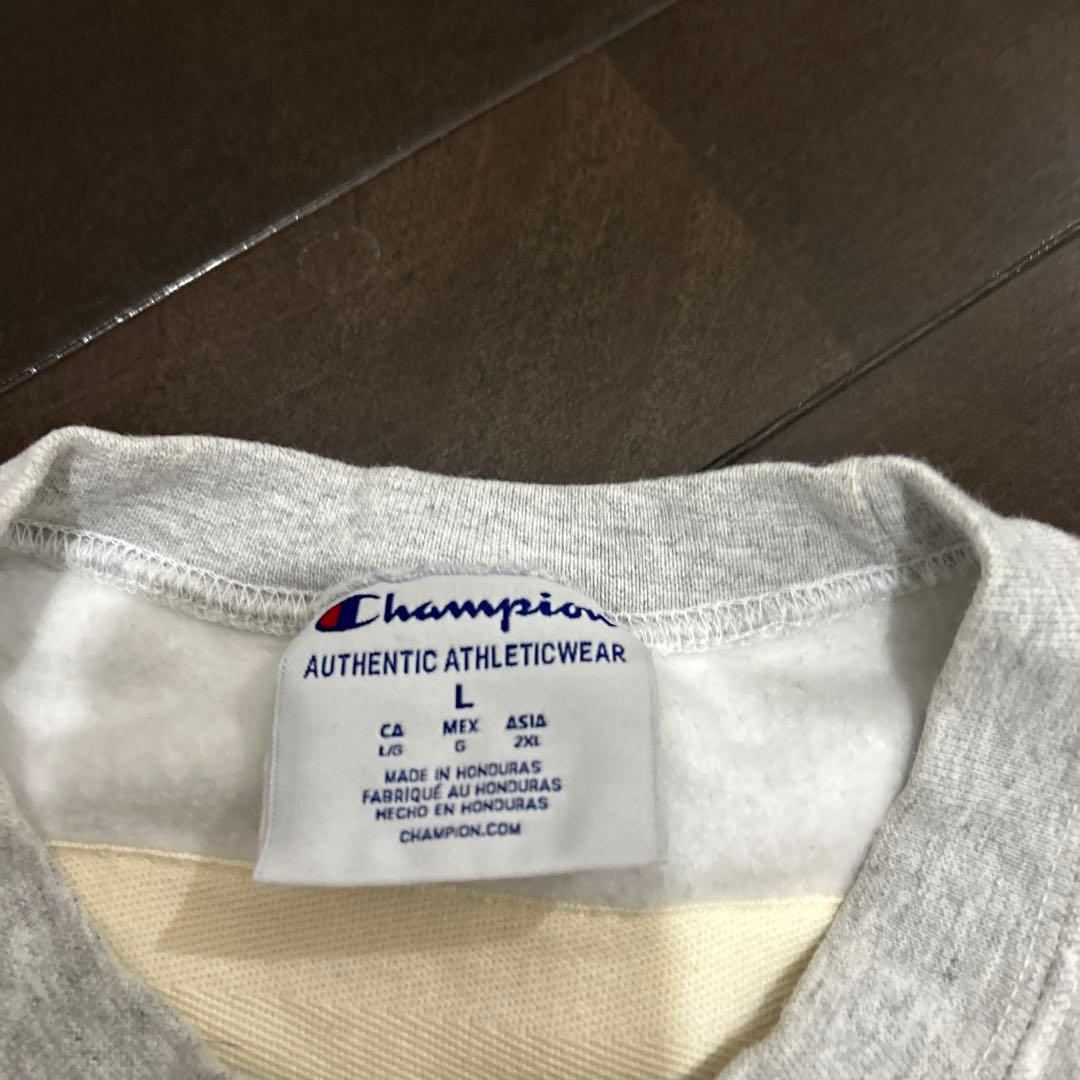 Champion
AUTHENTIC ATHLETICWEAR
L
CA MEX ASIA
L/G G 2XL
MADE IN HONDURAS
FABRIQUÉ AU HONDURAS
HECHO EN HONDURAS
CHAMPION.COM